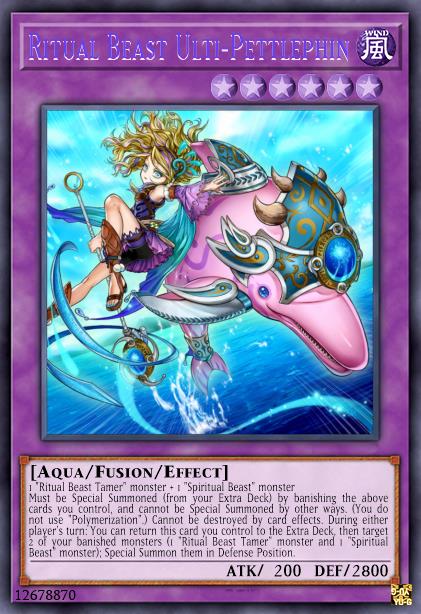 Ritual Beast Ulti-Pettlephin
WIND
風
[Aqua/Fusion/Effect]
1 "Ritual Beast Tamer" monster + 1 "Spiritual Beast" monster
Must be Special Summoned (from your Extra Deck) by banishing the above
cards you control, and cannot be Special Summoned by other ways. (You do
not use "Polymerization".) Cannot be destroyed by card effects. During either
player's turn: You can return this card you control to the Extra Deck, then target
2 of your banished monsters (1 "Ritual Beast Tamer" monster and 1 "Spiritual
Beast" monster); Special Summon them in Defense Position.
ATK/ 200 DEF/2800
12678870